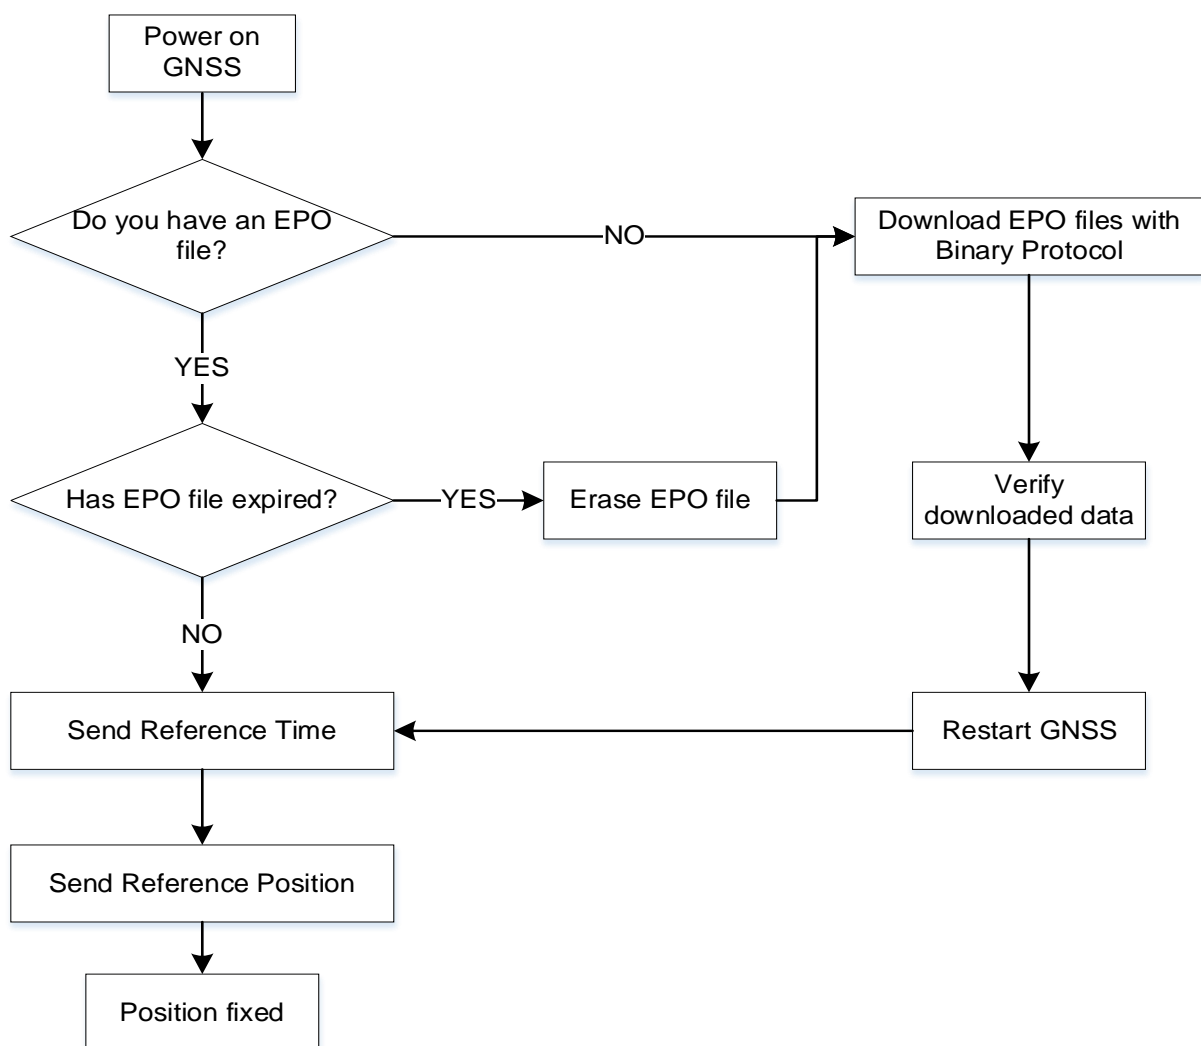 Power on
GNSS
Do you have an EPO
file?
NO
Download EPO files with
Binary Protocol
YES
Has EPO file expired?
YES
Erase EPO file
Verify
downloaded data
NO
Send Reference Time
Restart GNSS
Send Reference Position
Position fixed